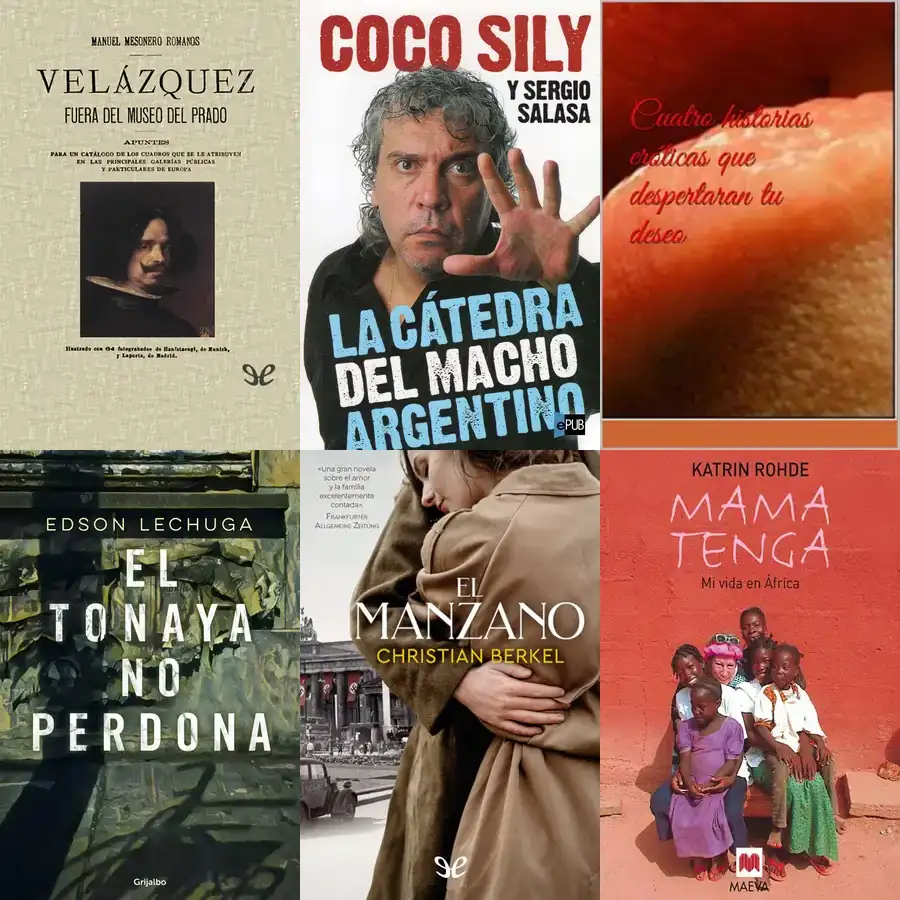 MANUEL MESONERO ROMANOS
VELÁZQUEZ
FUERA DEL MUSEO DEL PRADO
APUNTES
PARA UN CATÁLOGO DE LOS CUADROS QUE SE LE ATRIBUYEN
EN LAS PRINCIPALES GALERÍAS PÚBLICAS
Y PARTICULARES DE EUROPA
y Laporta, de Madrid.
COCO SILY
Y SERGIO
SALASA
LA CÁTEDRA
DEL MACHO
ARGENTINO
ePUB
Cuatro historias
eróticas que
despertaran tu
deseo
EDSON LECHUGA
EL
TONAYA
NO
PERDONA
Grijalbo
«Una gran novela
sobre el amor
y la familia
excelentemente
contada».
FRANKFURTER
ALLGEMEINE ZEITUNG
EL
MANZANO
CHRISTIAN BERKEL
KATRIN ROHDE
MAMA
TENGA
Mi vida en África
MAEVA